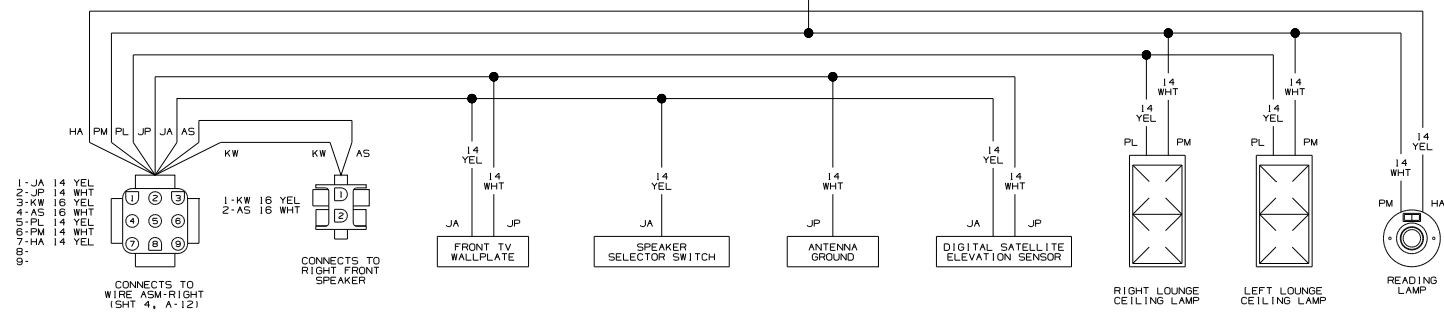 HA PM PL JP JA AS
KW
KW
AS
1-JA 14 YEL
2-JP 14 WHT
3-KW 16 YEL
4-AS 16 WHT
5-PL 14 YEL
6-PM 14 WHT
7-HA 14 YEL
8-
9-
1 2 3
4 5 6
7 8 9
CONNECTS TO
WIRE ASM-RIGHT
(SHT 4, A-12)
1-KW 16 YEL
2-AS 16 WHT
1
2
CONNECTS TO
RIGHT FRONT
SPEAKER
14
YEL
14
WHT
JA JP
FRONT TV
WALLPLATE
14
YEL
JA
SPEAKER
SELECTOR SWITCH
14
WHT
JP
ANTENNA
GROUND
14
YEL
14
WHT
JA JP
DIGITAL SATELLITE
ELEVATION SENSOR
14
WHT
14
YEL
PL PM
RIGHT LOUNGE
CEILING LAMP
14
WHT
14
YEL
PL PM
LEFT LOUNGE
CEILING LAMP
14
YEL
14
WHT
PM HA
READING
LAMP